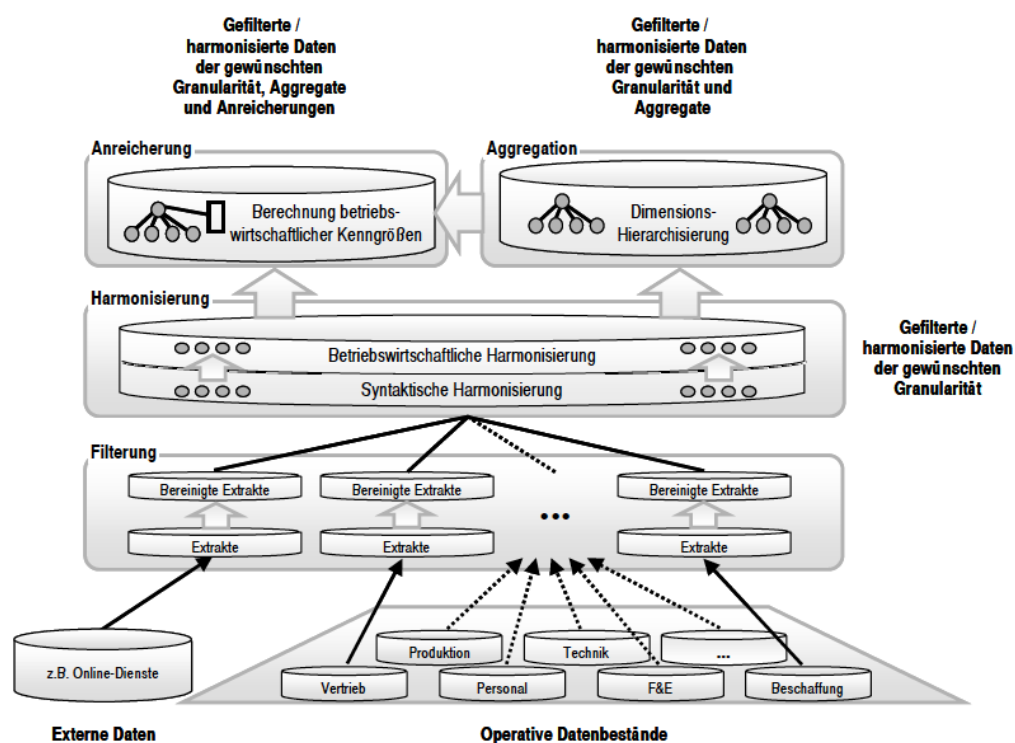 Gefilterte /
harmonisierte Daten
der gewünschten
Granularität, Aggregate
und Anreicherungen
Gefilterte /
harmonisierte Daten
der gewünschten
Granularität und
Aggregate
Anreicherung
Berechnung betriebs-
wirtschaftlicher Kenngrößen
Aggregation
Dimensions-
Hierarchisierung
Harmonisierung
Betriebswirtschaftliche Harmonisierung
Syntaktische Harmonisierung
Gefilterte /
harmonisierte Daten
der gewünschten
Granularität
Filterung
Bereinigte Extrakte
Bereinigte Extrakte
Bereinigte Extrakte
...
Extrakte
Extrakte
Extrakte
z.B. Online-Dienste
Produktion
Technik
...
Vertrieb
Personal
F&E
Beschaffung
Externe Daten
Operative Datenbestände